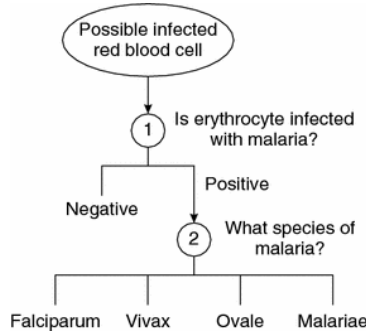 Possible infected
red blood cell
1
Is erythrocyte infected
with malaria?
Negative
Positive
2
What species of
malaria?
Falciparum
Vivax
Ovale
Malariae